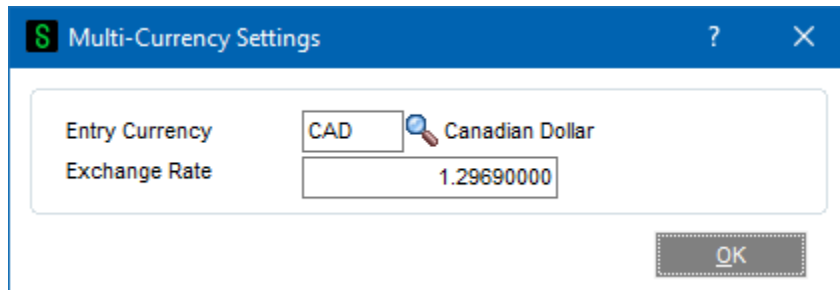 S Multi-Currency Settings ? ×
Entry Currency CAD Canadian Dollar
Exchange Rate 1.29690000
OK